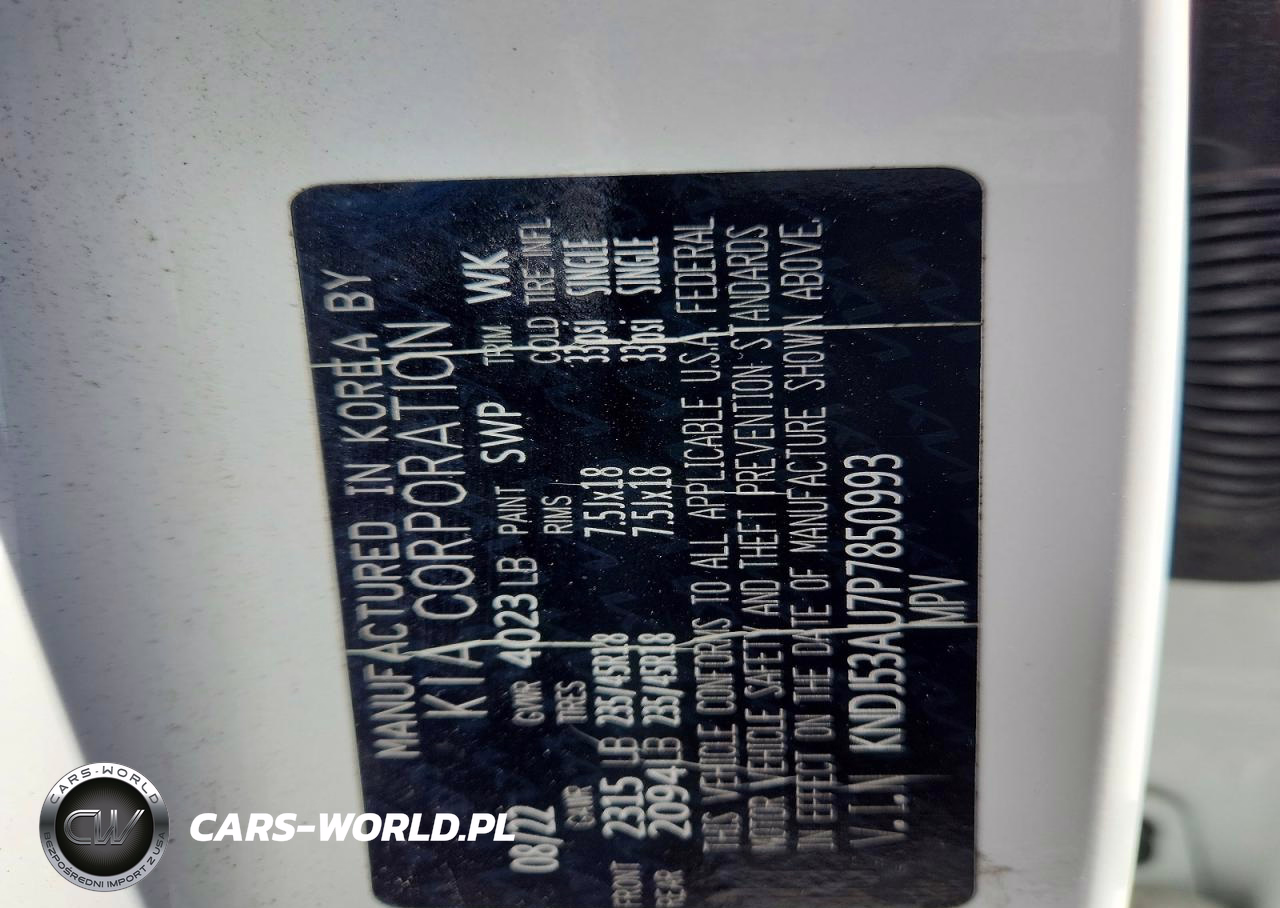 MANUFACTURED IN KOREA BY
KIA CORPORATION
08/22 GVWR 4023 LB PAINT SWP TRIM WK
GAWR TIRES RIMS COLD TIRE INFL
FRONT 2315 LB 235/45R18 7.5Jx18 33psi SINGLE
REAR 2094 LB 235/45R18 7.5Jx18 33psi SINGLE
THIS VEHICLE CONFORMS TO ALL APPLICABLE U.S.A. FEDERAL
MOTOR VEHICLE SAFETY AND THEFT PREVENTION STANDARDS
IN EFFECT ON THE DATE OF MANUFACTURE SHOWN ABOVE.
V.I.N KNDJ53AU7P7850993
MPV
CARS-WORLD
CW
BEZPOŚREDNI IMPORT Z USA
CARS-WORLD.PL